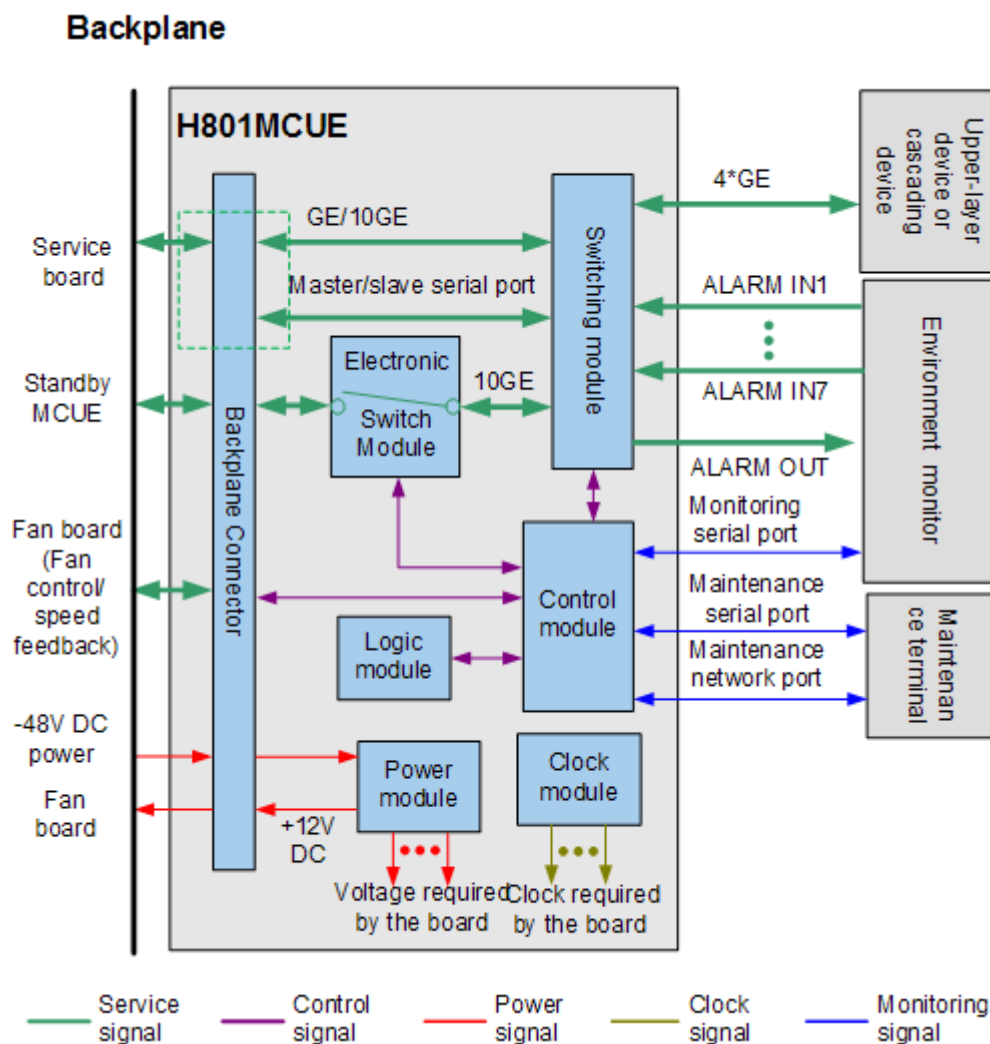 Backplane
H801MCUE
Upper-layer
device or
cascading
device
4*GE
GE/10GE
Service
board
Master/slave serial port
Switching module
ALARM IN1
Environment monitor
Electronic
Switch
Module
10GE
ALARM IN7
Standby
MCUE
Backplane Connector
ALARM OUT
Monitoring
serial port
Fan board
(Fan
control/
speed
feedback)
Control
module
Maintenance
serial port
Logic
module
Maintenance
network port
Maintenan
ce terminal
-48V DC
power
Power
module
Clock
module
Fan
board
+12V
DC
Voltage required
by the board
Clock required
by the board
Service
signal
Control
signal
Power
signal
Clock
signal
Monitoring
signal